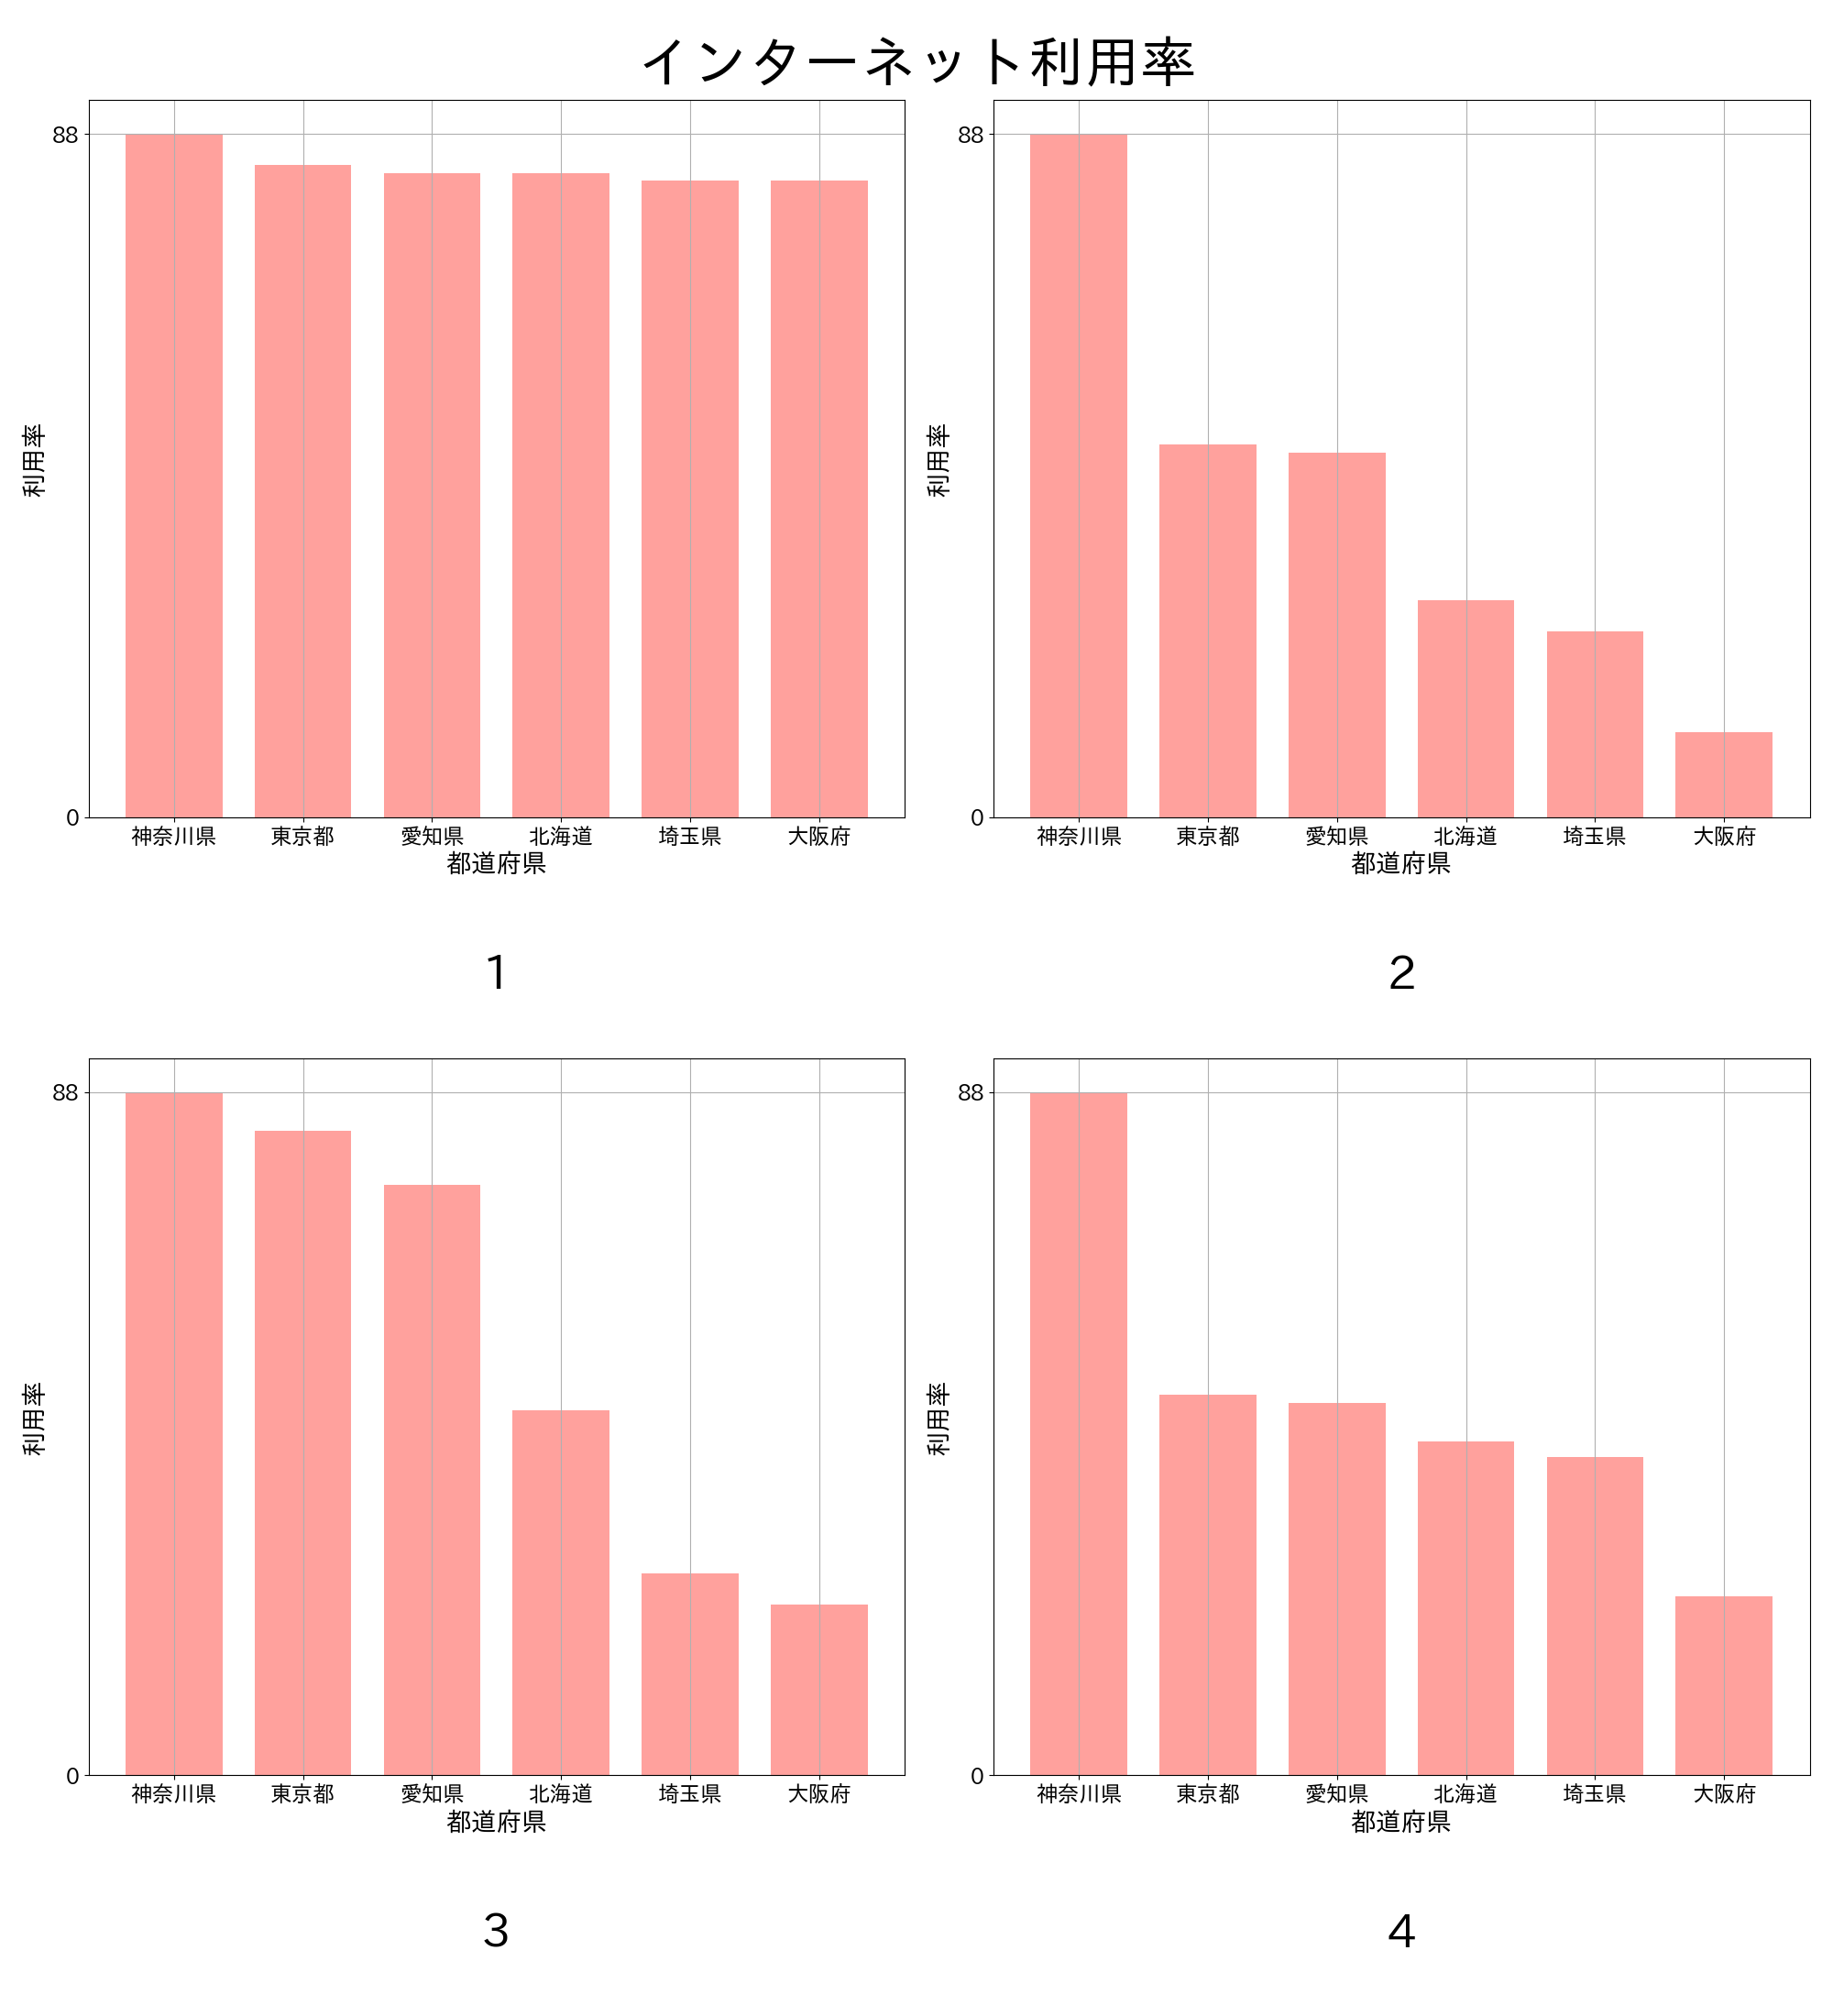 インターネット利用率
88
0
利用率
神奈川県 東京都 愛知県 北海道 埼玉県 大阪府
都道府県
1
88
0
利用率
神奈川県 東京都 愛知県 北海道 埼玉県 大阪府
都道府県
2
88
0
利用率
神奈川県 東京都 愛知県 北海道 埼玉県 大阪府
都道府県
3
88
0
利用率
神奈川県 東京都 愛知県 北海道 埼玉県 大阪府
都道府県
4